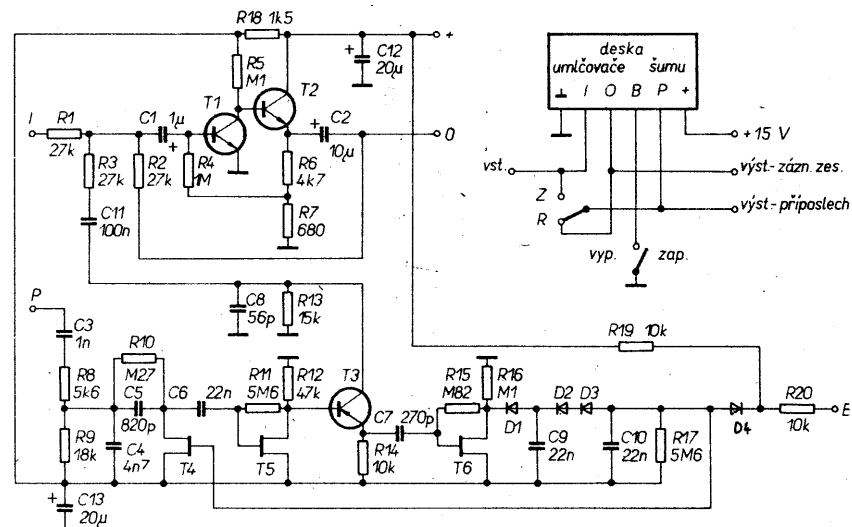 R18 1k5
+
R5
M1
C12
20µ
+
T1
T2
I
R1
27k
C1 1µ
+
C2
10µ
+
O
R3
27k
R2
27k
R4
1M
R6
4k7
C11
100n
R7
680
deska
umlčovače šumu
⊥ I O B P +
+15 V
vst.
výst.-zázn. zes.
Z
R
výst.-příposlech
vyp.
zap.
P
C3
1n
C8
56p
R13
15k
R19 10k
R8
5k6
R10
M27
C5
820p
C6
22n
R11
5M6
R12
47k
T3
C7
270p
R15
M82
R16
M1
D1
D2
D3
D4
R20
10k
E
R9
18k
C4
4n7
T4
T5
R14
10k
T6
C9
22n
C10
22n
R17
5M6
+
C13
20µ